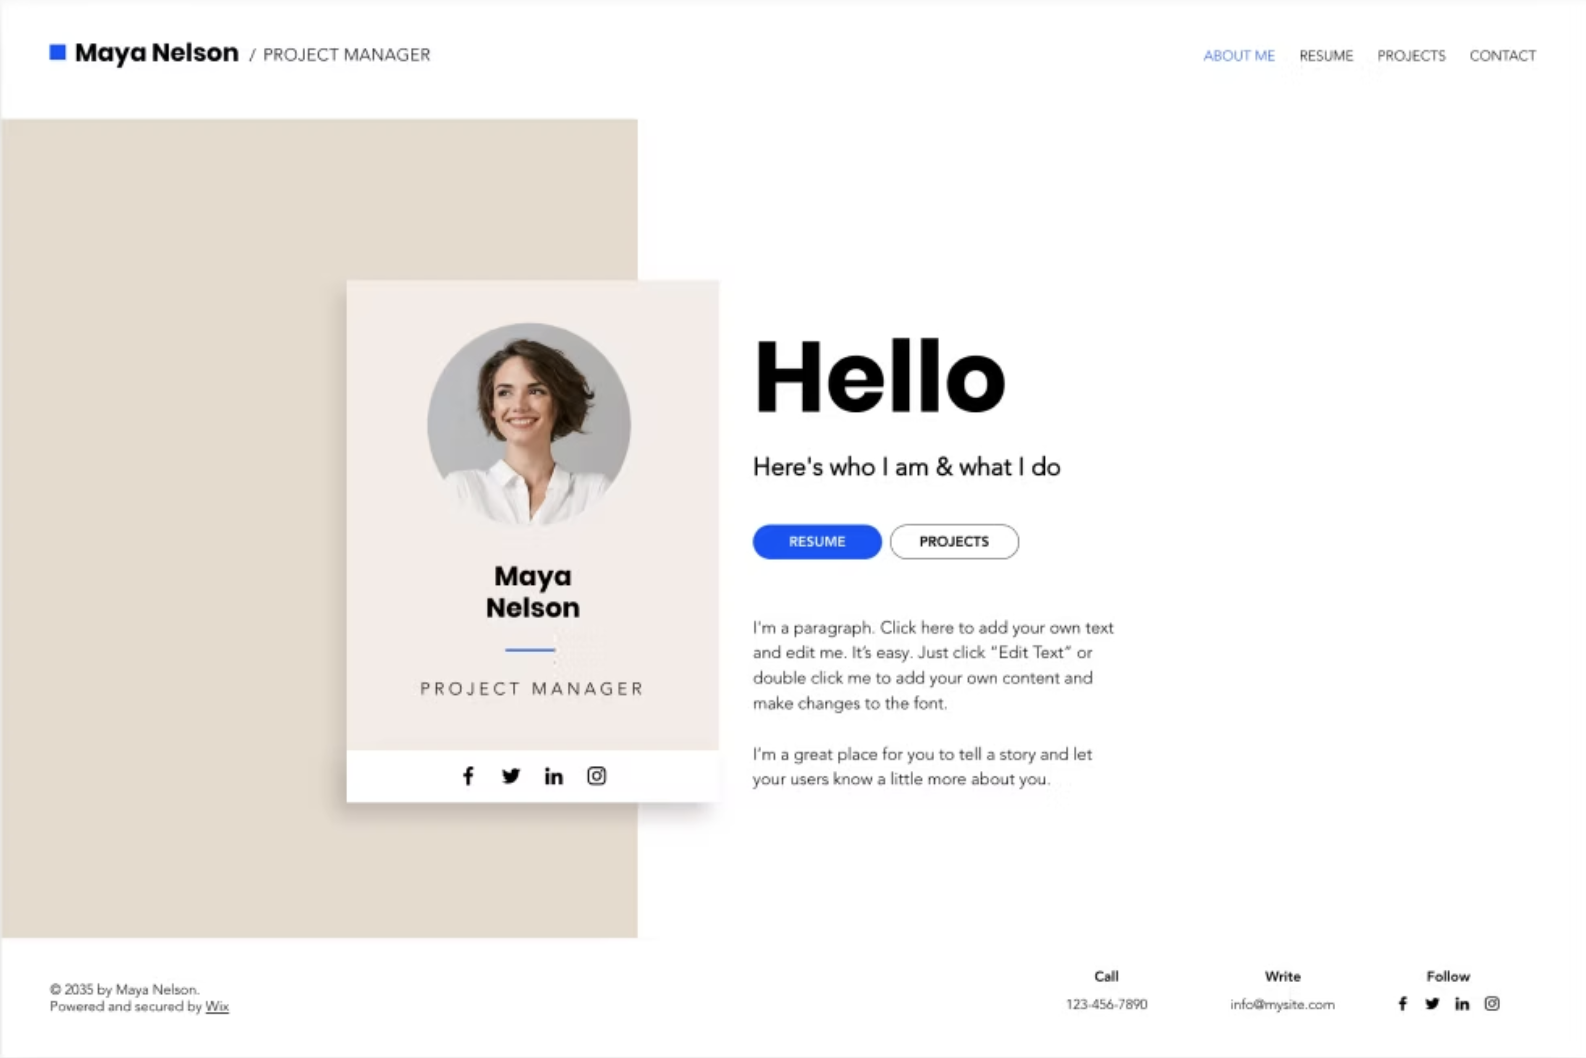 Maya Nelson / PROJECT MANAGER
ABOUT ME RESUME PROJECTS CONTACT
Maya
Nelson
PROJECT MANAGER
Hello
Here's who I am & what I do
RESUME PROJECTS
I'm a paragraph. Click here to add your own text
and edit me. It’s easy. Just click “Edit Text” or
double click me to add your own content and
make changes to the font.
I’m a great place for you to tell a story and let
your users know a little more about you.
© 2035 by Maya Nelson.
Powered and secured by Wix
Call
123-456-7890
Write
info@mysite.com
Follow